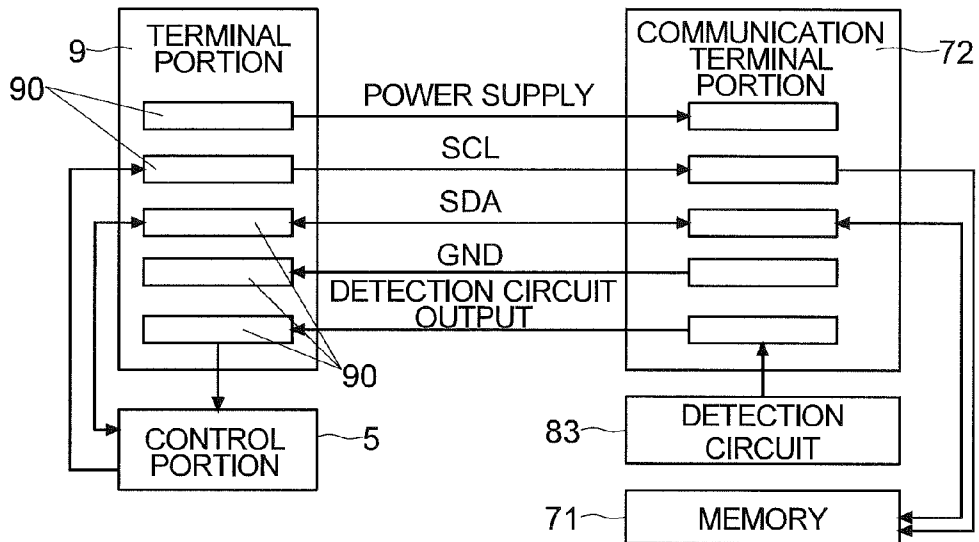 9
TERMINAL
PORTION
90
COMMUNICATION
TERMINAL
PORTION
72
POWER SUPPLY
SCL
SDA
GND
DETECTION CIRCUIT
OUTPUT
90
CONTROL
PORTION
5
83
DETECTION
CIRCUIT
71
MEMORY